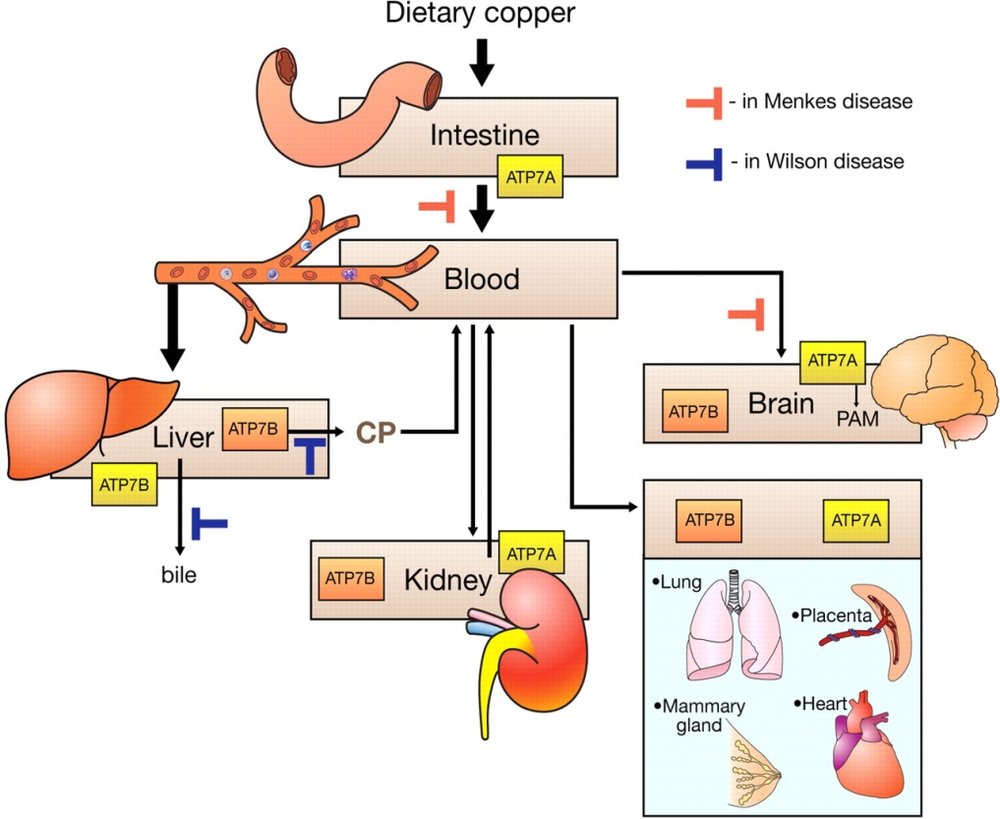 Dietary copper
Intestine
ATP7A
- in Menkes disease
- in Wilson disease
Blood
ATP7A
ATP7B
Brain
PAM
Liver
ATP7B
ATP7B
CP
bile
ATP7A
ATP7B
Kidney
ATP7B
ATP7A
•Lung
•Placenta
•Mammary
gland
•Heart